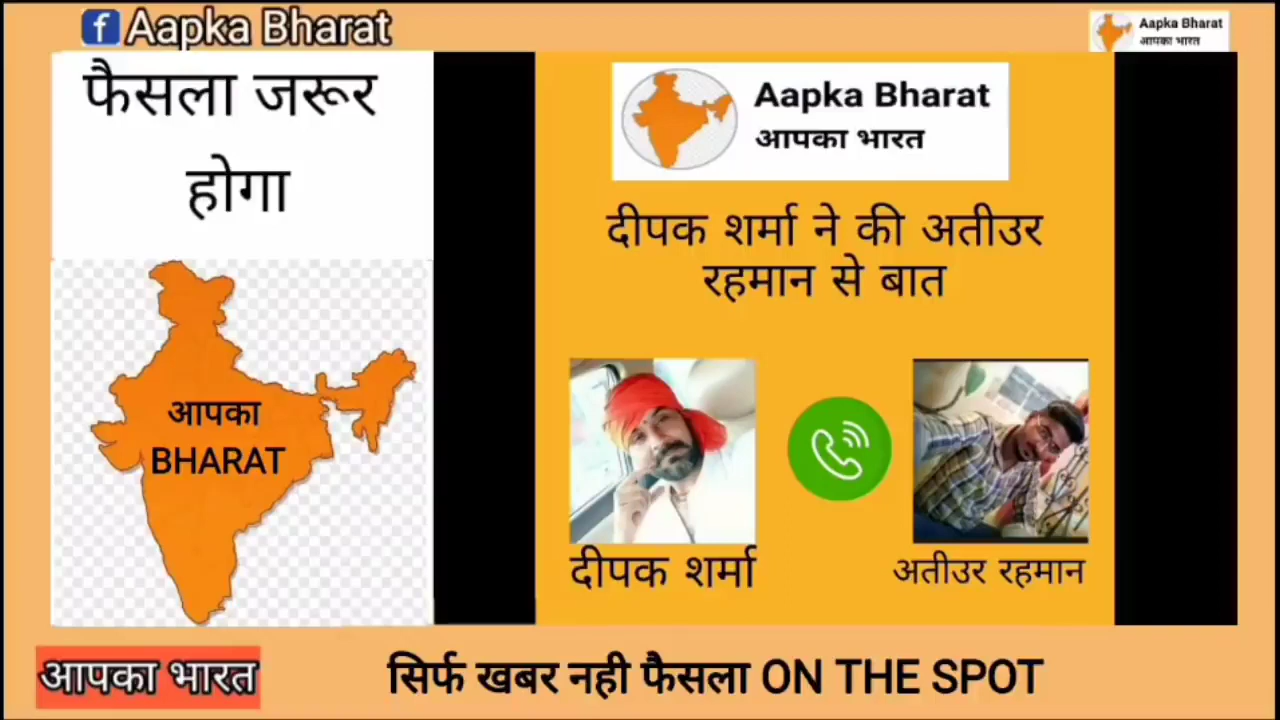 Aapka Bharat
Aapka Bharat
आपका भारत
फैसला जरूर
होगा
Aapka Bharat
आपका भारत
दीपक शर्मा ने की अतीउर
रहमान से बात
आपका
BHARAT
दीपक शर्मा
अतीउर रहमान
आपका भारत
सिर्फ खबर नही फैसला ON THE SPOT